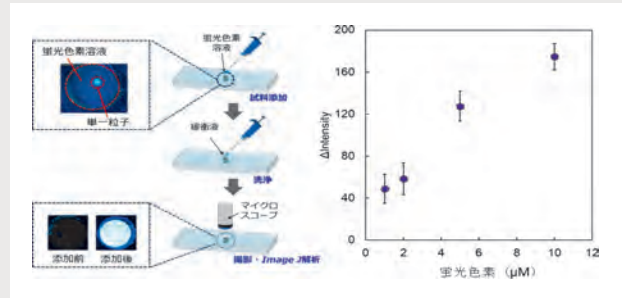 蛍光色素溶液
単一粒子
蛍光色素
溶液
試料添加
緩衝液
洗浄
マイクロ
スコープ
添加前
添加後
撮影・Image J解析
ΔIntensity
200
160
120
80
40
0
0
2
4
6
8
10
12
蛍光色素（μM）